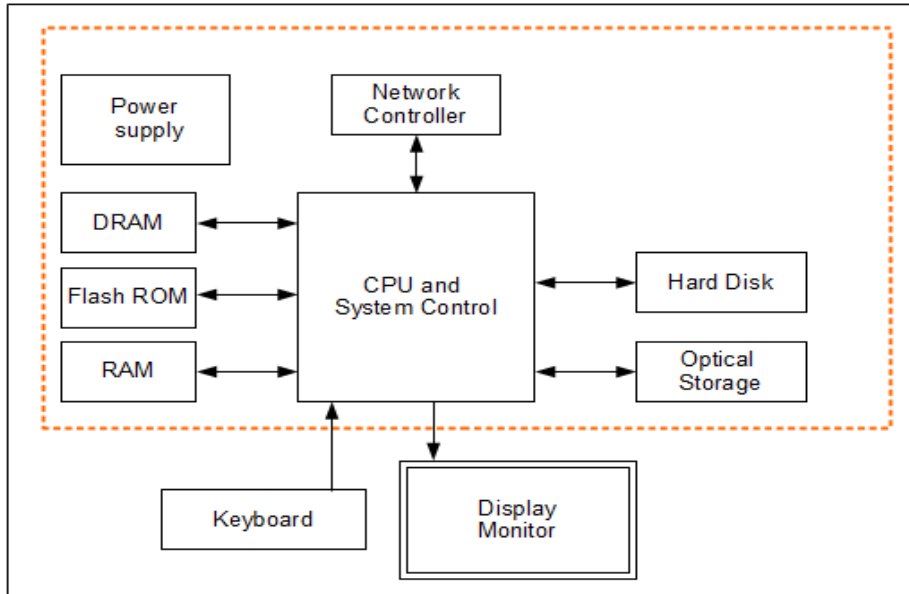 Power
supply
Network
Controller
DRAM
Flash ROM
RAM
CPU and
System Control
Hard Disk
Optical
Storage
Keyboard
Display
Monitor